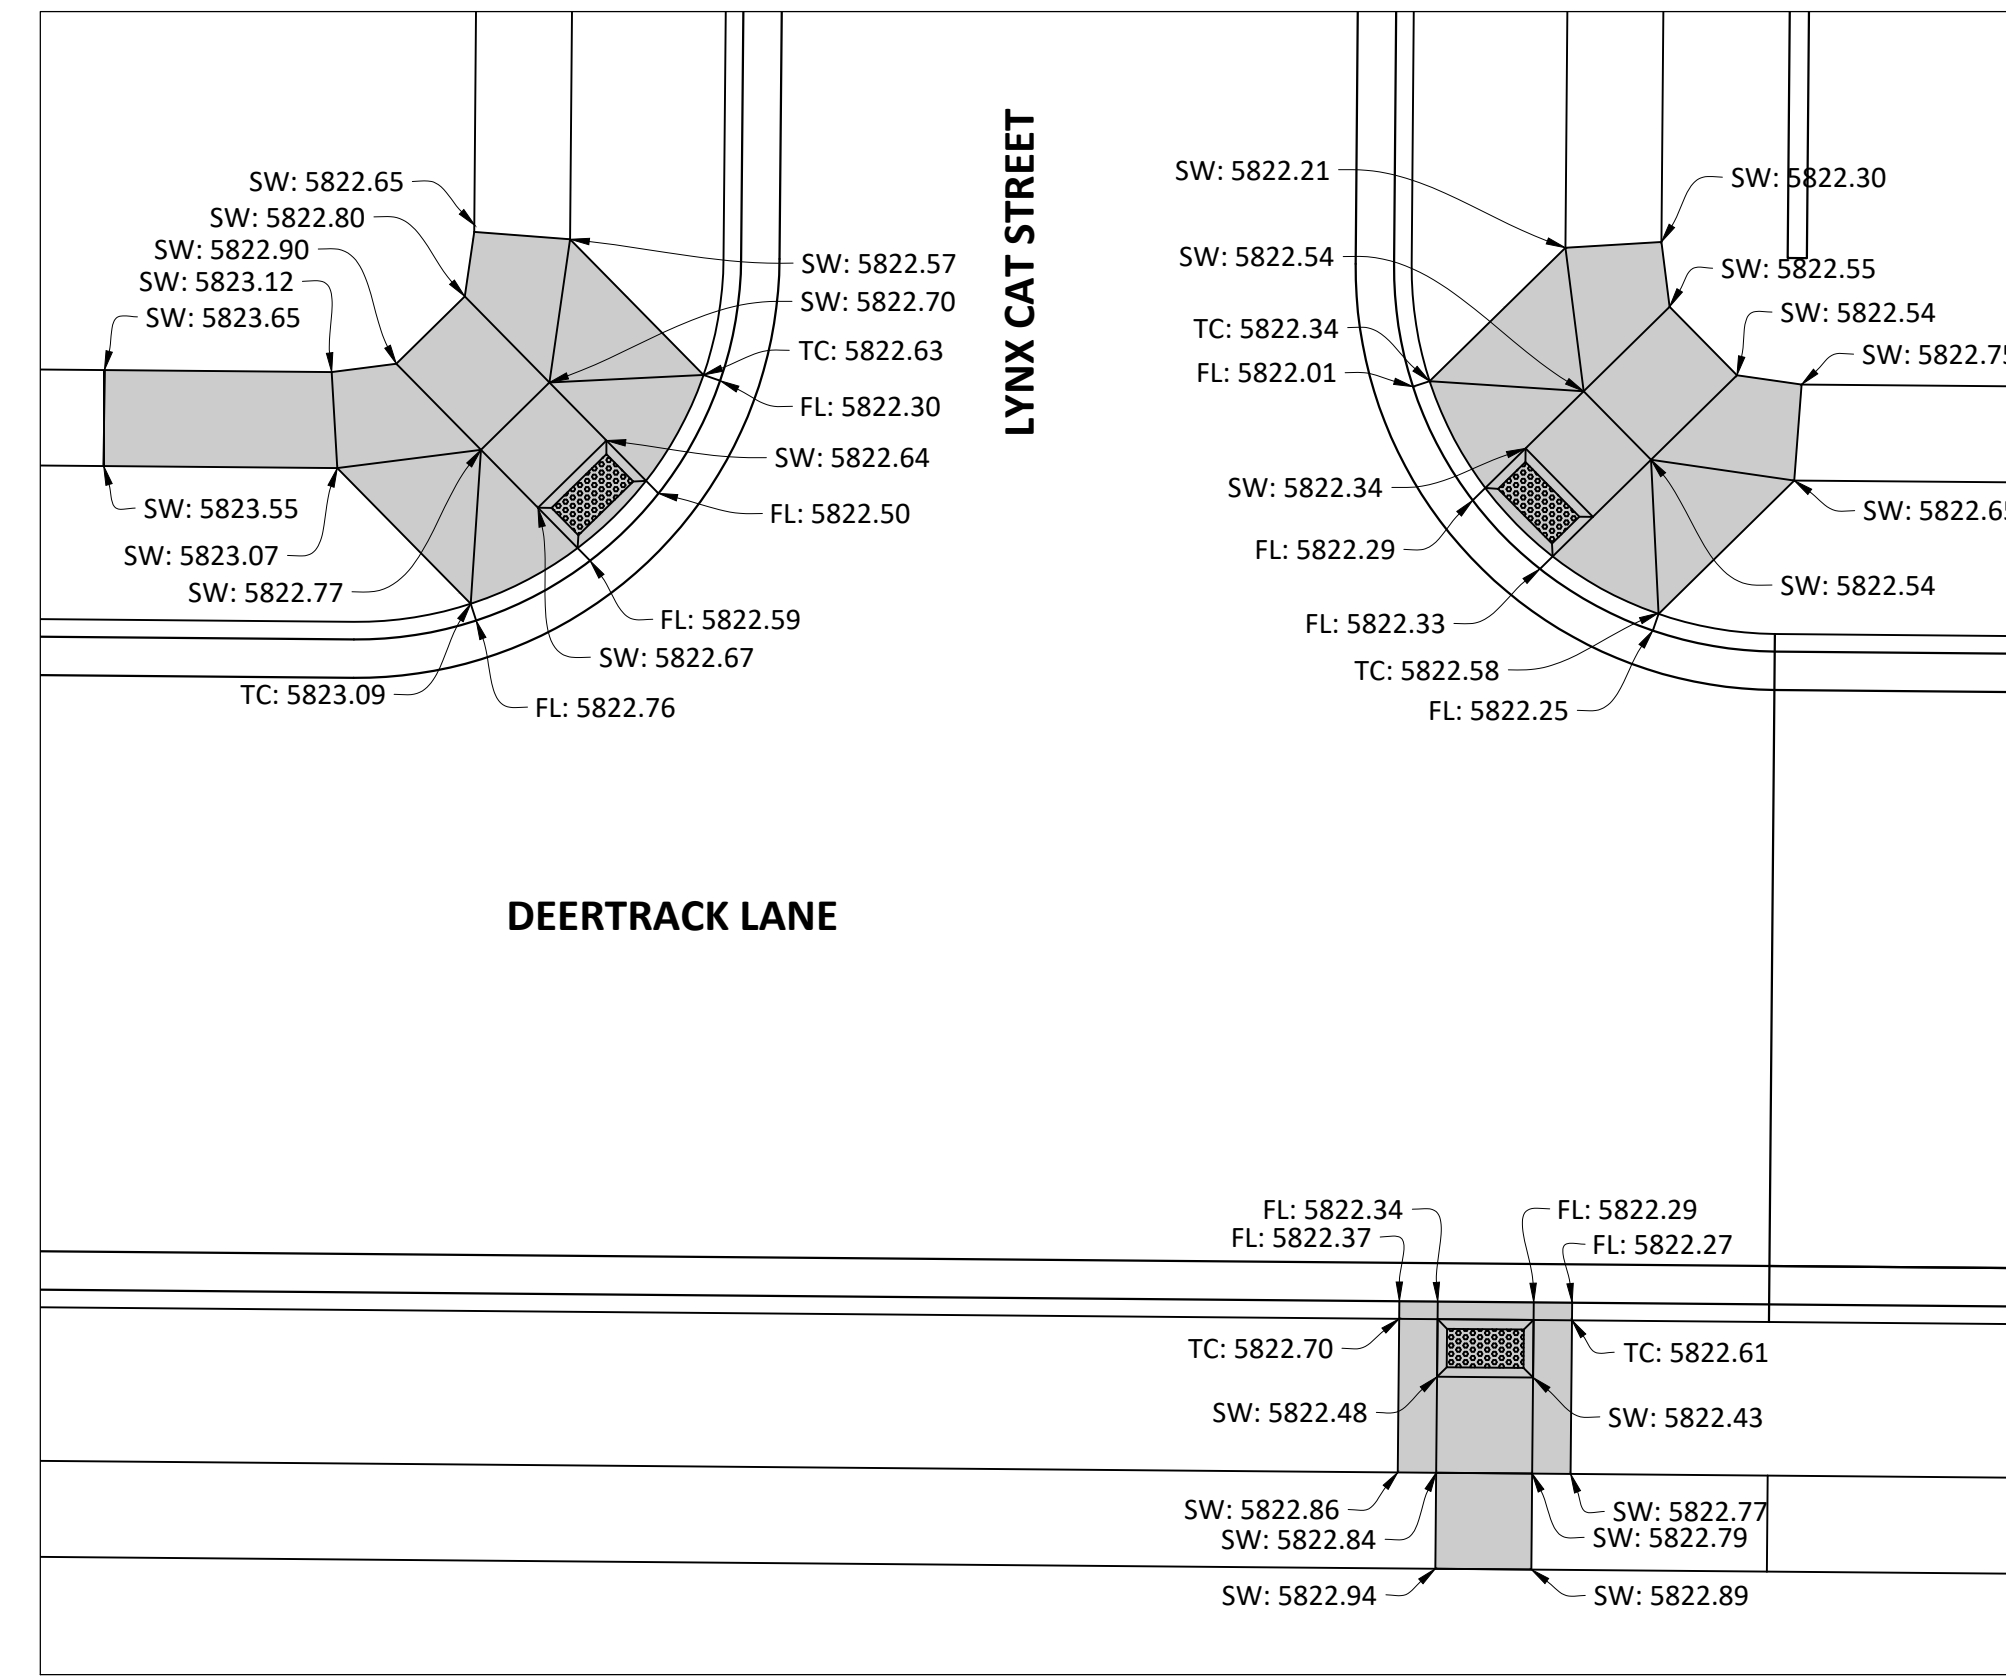 SW: 5822.65
SW: 5822.80
SW: 5822.90
SW: 5823.12
SW: 5823.65
SW: 5823.55
SW: 5823.07
SW: 5822.77
TC: 5823.09
FL: 5822.76
SW: 5822.67
FL: 5822.59
FL: 5822.50
SW: 5822.64
FL: 5822.30
TC: 5822.63
SW: 5822.70
SW: 5822.57
LYNX CAT STREET
SW: 5822.21
SW: 5822.54
TC: 5822.34
FL: 5822.01
SW: 5822.34
FL: 5822.29
FL: 5822.33
TC: 5822.58
FL: 5822.25
SW: 5822.30
SW: 5822.55
SW: 5822.54
SW: 5822.75
SW: 5822.65
SW: 5822.54
DEERTRACK LANE
FL: 5822.34
FL: 5822.37
FL: 5822.29
FL: 5822.27
TC: 5822.70
TC: 5822.61
SW: 5822.48
SW: 5822.43
SW: 5822.86
SW: 5822.84
SW: 5822.77
SW: 5822.79
SW: 5822.94
SW: 5822.89